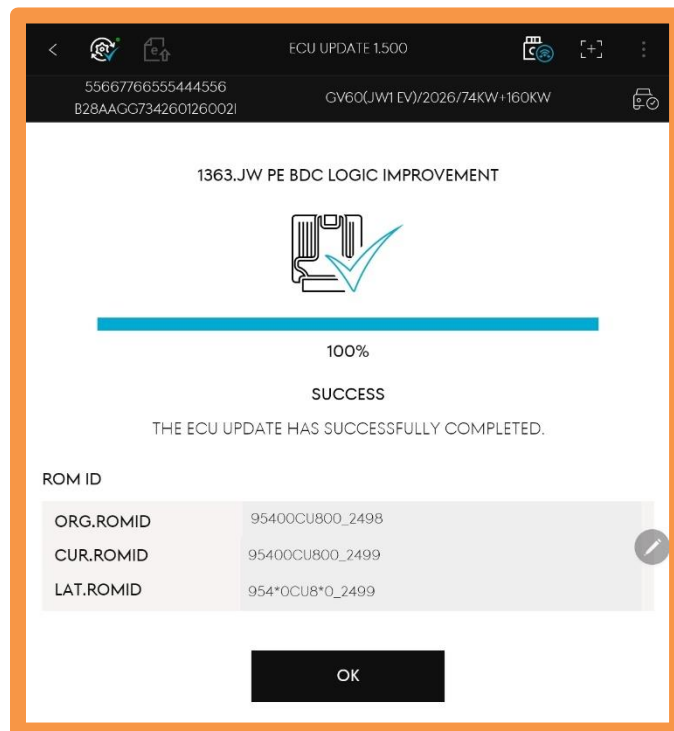 ECU UPDATE 1.500
55667766555444556
B28AAGG734260126002I
GV60(JW1 EV)/2026/74KW+160KW
1363.JW PE BDC LOGIC IMPROVEMENT
100%
SUCCESS
THE ECU UPDATE HAS SUCCESSFULLY COMPLETED.
ROM ID
ORG.ROMID 95400CU800_2498
CUR.ROMID 95400CU800_2499
LAT.ROMID 954*0CU8*0_2499
OK